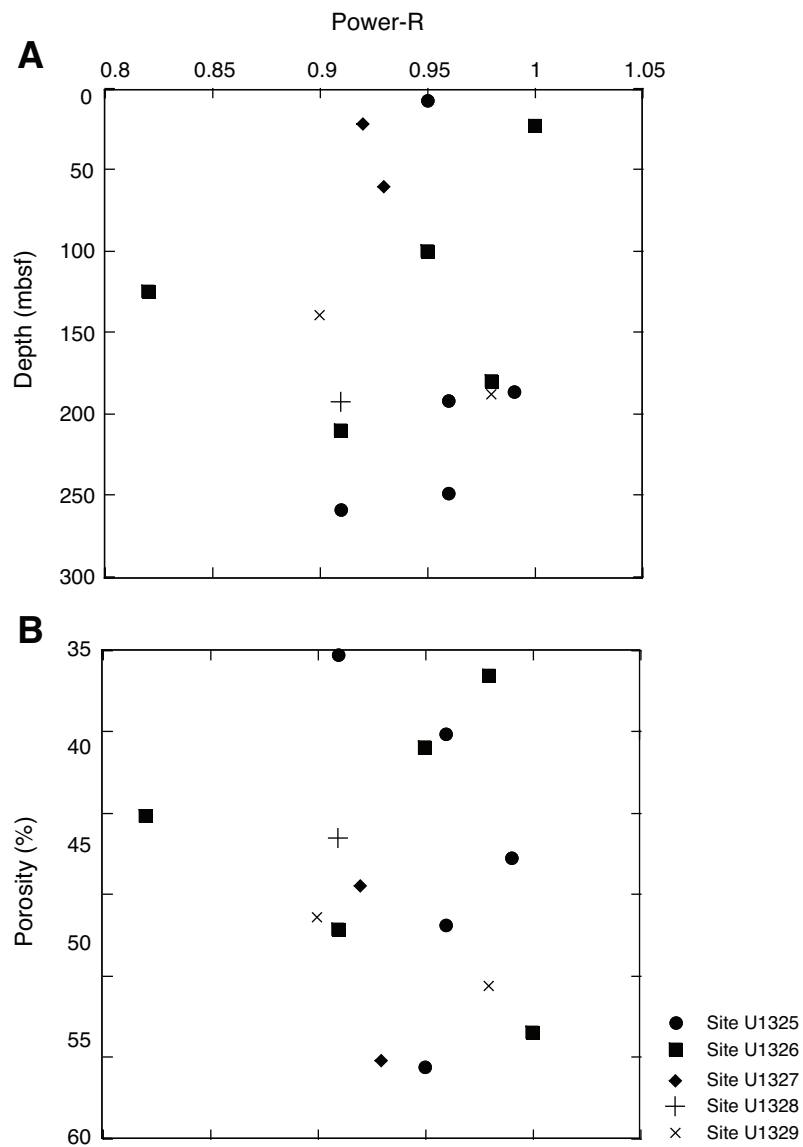 Power-R
A
0.8 0.85 0.9 0.95 1 1.05
0
50
100
150
200
250
300
Depth (mbsf)
B
35
40
45
50
55
60
Porosity (%)
Site U1325
Site U1326
Site U1327
Site U1328
Site U1329